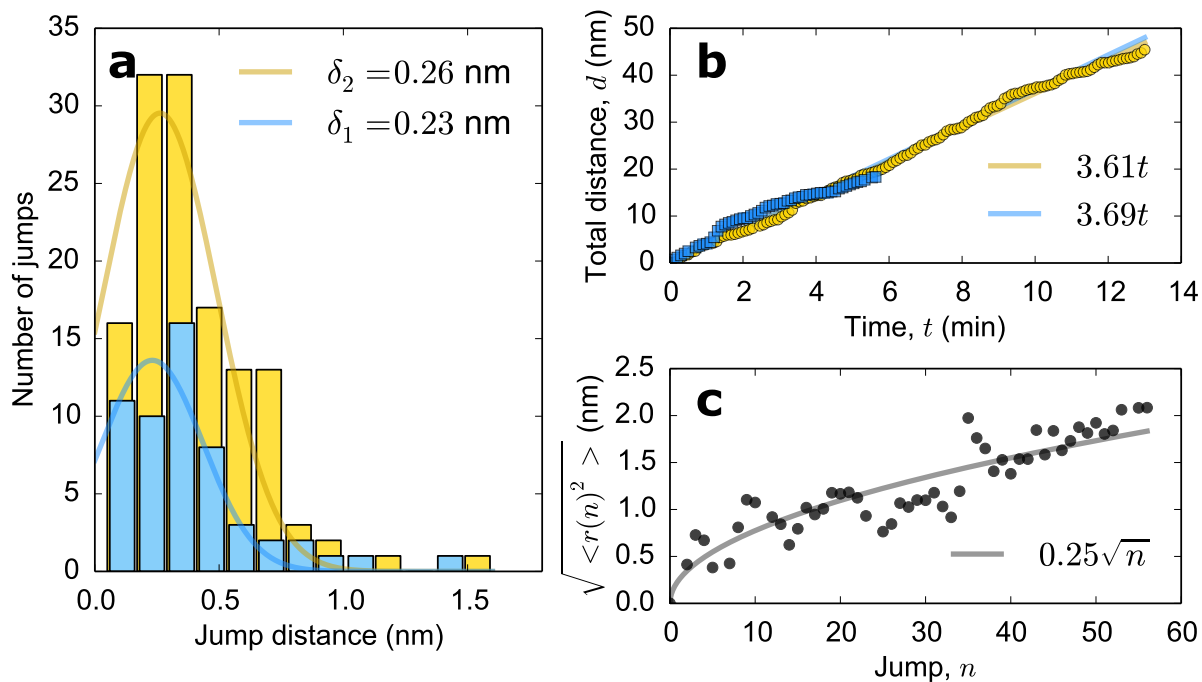 a
δ₂ = 0.26 nm
δ₁ = 0.23 nm
35
30
25
20
15
10
5
0
0.0 0.5 1.0 1.5
Number of jumps
Jump distance (nm)
b
50
40
30
20
10
0
0 2 4 6 8 10 12 14
Total distance, d (nm)
Time, t (min)
3.61t
3.69t
c
2.5
2.0
1.5
1.0
0.5
0.0
0 10 20 30 40 50 60
√<r(n)²> (nm)
Jump, n
0.25√n